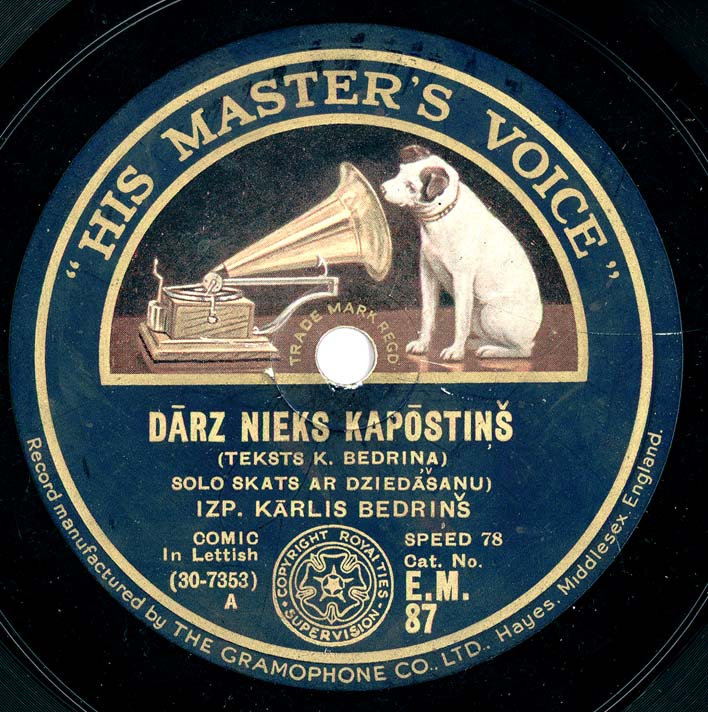 "HIS MASTER'S VOICE"
TRADE MARK REGD
DĀRZ NIEKS KAPŌSTIŅŠ
(TEKSTS K. BEDRIŅA)
SOLO SKATS AR DZIEDĀŠAŅU)
IZP. KĀRLIS BEDRIŅŠ
COMIC
In Lettish
(30-7353)
A
COPYRIGHT ROYALTIES
· SUPERVISION ·
SPEED 78
Cat. No.
E.M.
87
Record manufactured by THE GRAMOPHONE CO., LTD., Hayes, Middlesex, England.